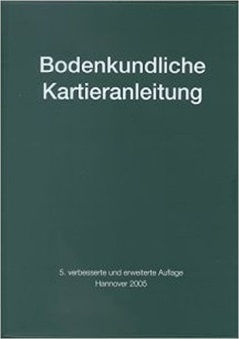 Bodenkundliche
Kartieranleitung
5. verbesserte und erweiterte Auflage
Hannover 2005